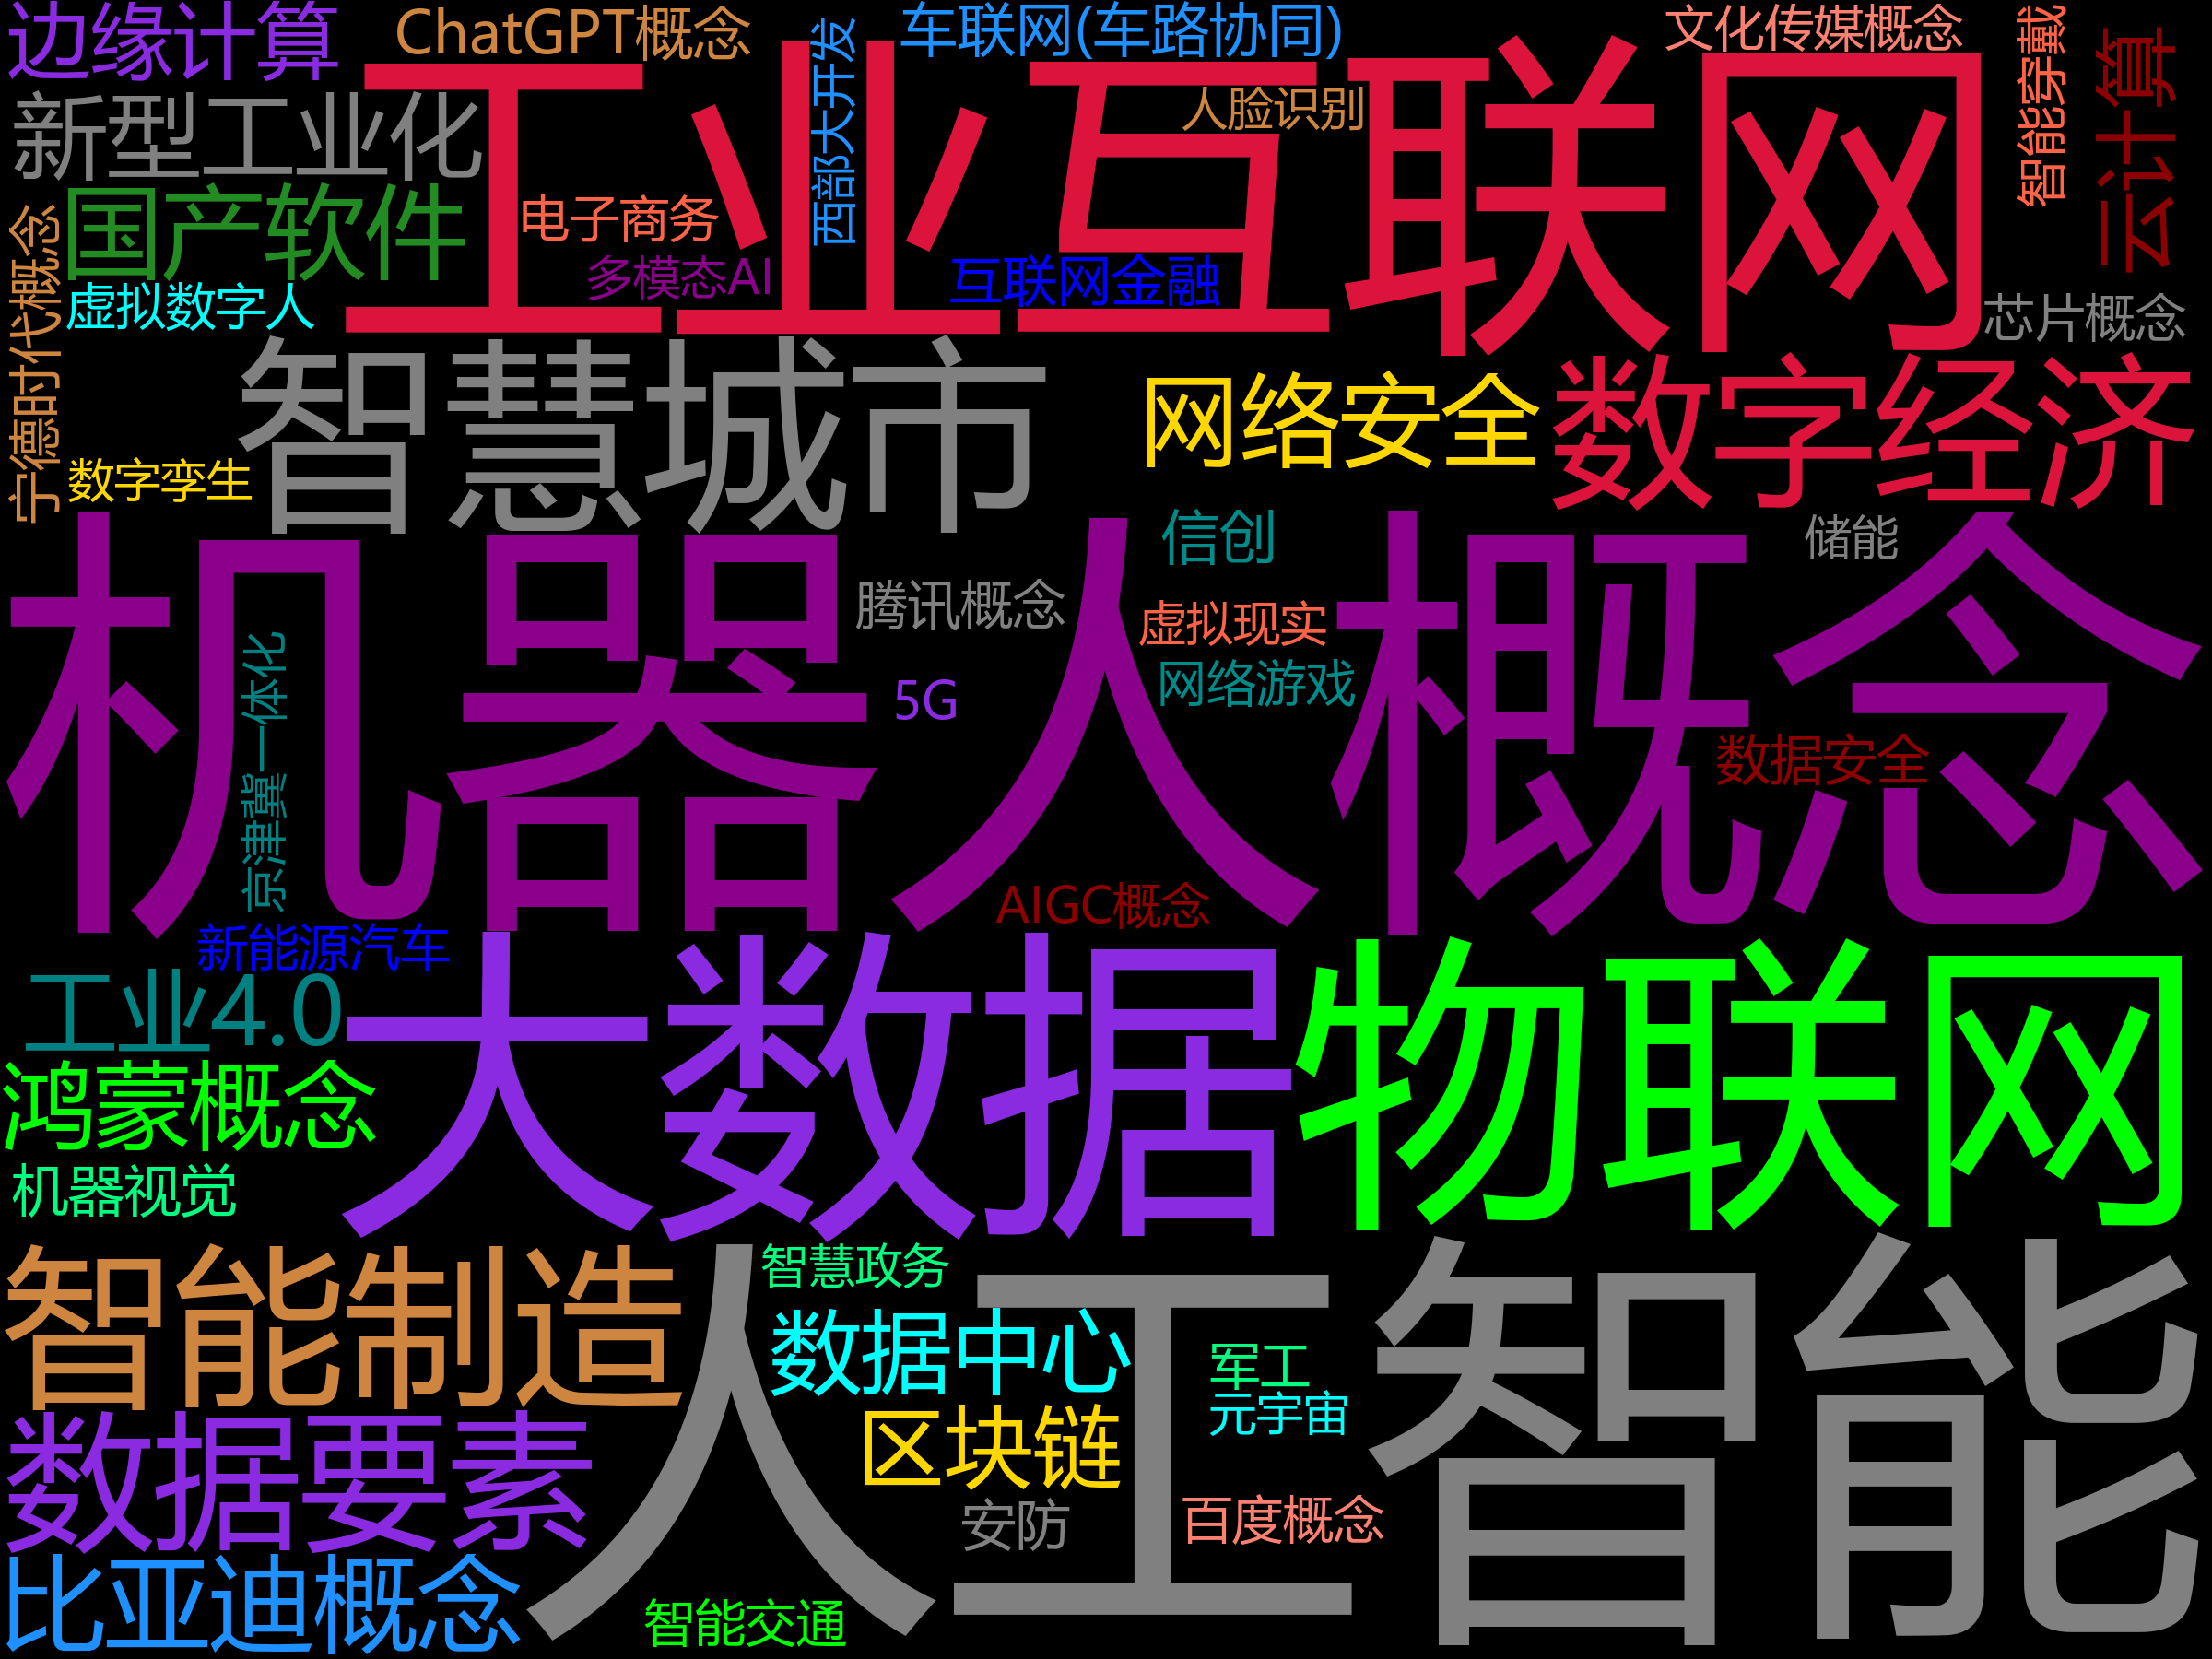 边缘计算
ChatGPT概念
车联网(车路协同)
文化传媒概念
智能穿戴
云计算
西部大开发
工业互联网
人脸识别
新型工业化
国产软件
电子商务
多模态AI
互联网金融
虚拟数字人
宁德时代概念
芯片概念
智慧城市
网络安全
数字经济
数字孪生
信创
储能
机器人概念
腾讯概念
虚拟现实
网络游戏
5G
京津冀一体化
数据安全
AIGC概念
新能源汽车
大数据
物联网
工业4.0
鸿蒙概念
机器视觉
智能制造
智慧政务
人工智能
数据中心
军工
元宇宙
数据要素
区块链
安防
百度概念
比亚迪概念
智能交通